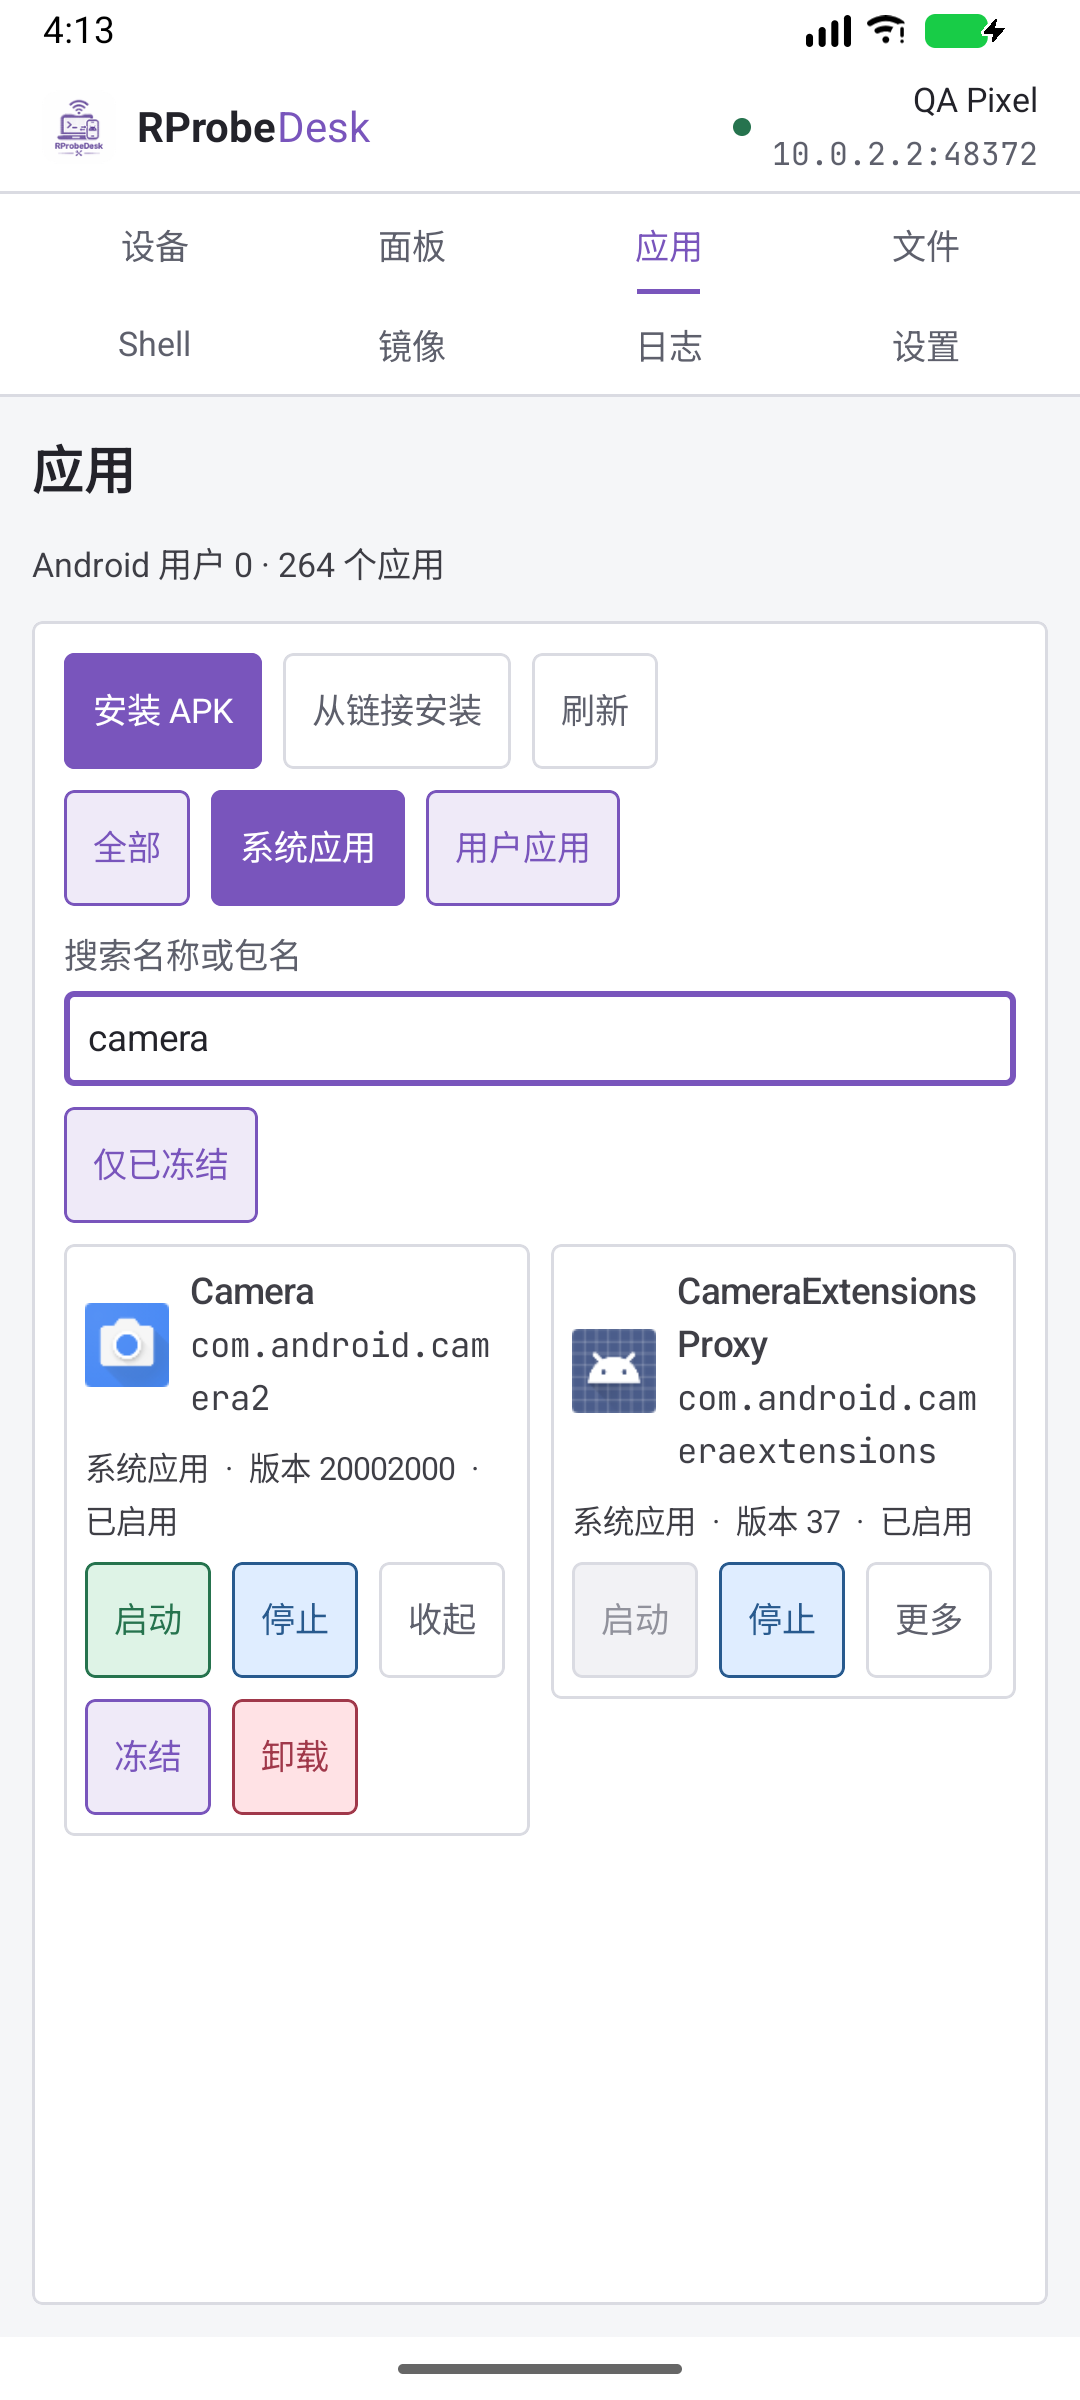 4:13
RProbeDesk
RProbeDesk
QA Pixel
10.0.2.2:48372
设备 面板 应用 文件
Shell 镜像 日志 设置
应用
Android 用户 0 · 264 个应用
安装 APK 从链接安装 刷新
全部 系统应用 用户应用
搜索名称或包名
camera
仅已冻结
Camera
com.android.cam
era2
系统应用 · 版本 20002000 ·
已启用
启动 停止 收起
冻结 卸载
CameraExtensions
Proxy
com.android.cam
eraextensions
系统应用 · 版本 37 · 已启用
启动 停止 更多